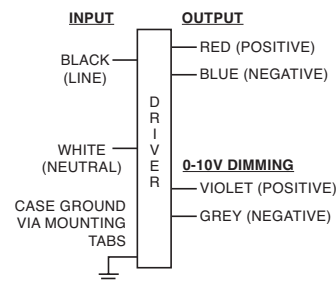 INPUT
OUTPUT
BLACK
(LINE)
RED (POSITIVE)
BLUE (NEGATIVE)
DRIVER
WHITE
(NEUTRAL)
0-10V DIMMING
VIOLET (POSITIVE)
GREY (NEGATIVE)
CASE GROUND
VIA MOUNTING
TABS